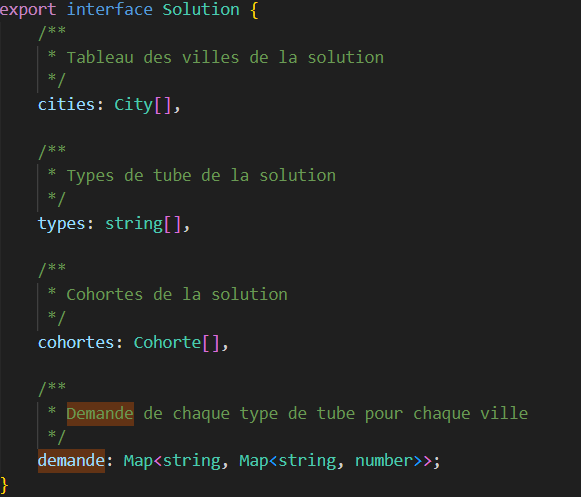 export interface Solution {
/**
* Tableau des villes de la solution
*/
cities: City[],
/**
* Types de tube de la solution
*/
types: string[],
/**
* Cohortes de la solution
*/
cohortes: Cohorte[],
/**
* Demande de chaque type de tube pour chaque ville
*/
demande: Map<string, Map<string, number>>;
}